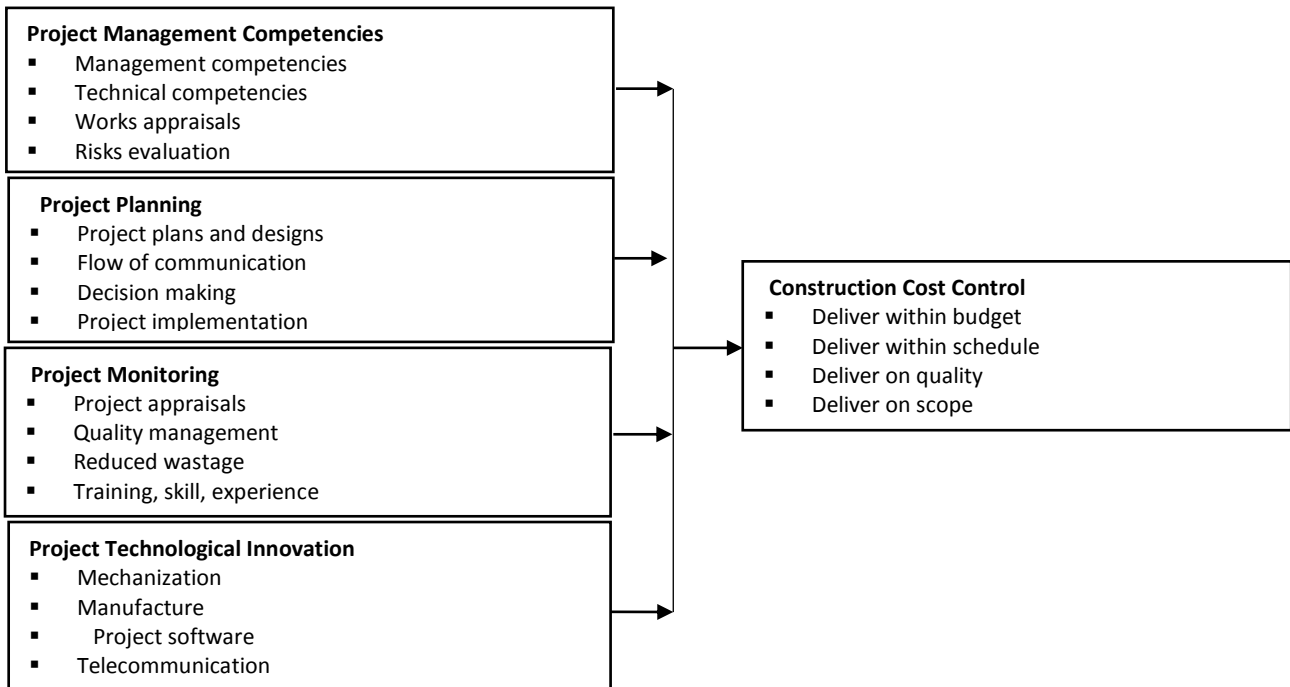 Project Management Competencies
▪ Management competencies
▪ Technical competencies
▪ Works appraisals
▪ Risks evaluation
Project Planning
▪ Project plans and designs
▪ Flow of communication
▪ Decision making
▪ Project implementation
Project Monitoring
▪ Project appraisals
▪ Quality management
▪ Reduced wastage
▪ Training, skill, experience
Project Technological Innovation
▪ Mechanization
▪ Manufacture
▪ Project software
▪ Telecommunication
Construction Cost Control
▪ Deliver within budget
▪ Deliver within schedule
▪ Deliver on quality
▪ Deliver on scope